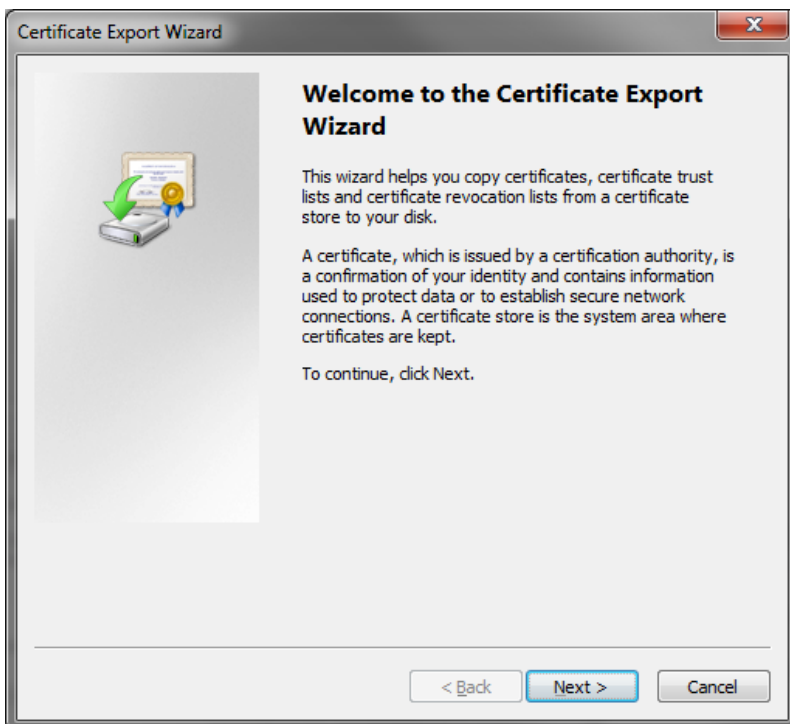 Certificate Export Wizard
Welcome to the Certificate Export
Wizard
This wizard helps you copy certificates, certificate trust
lists and certificate revocation lists from a certificate
store to your disk.
A certificate, which is issued by a certification authority, is
a confirmation of your identity and contains information
used to protect data or to establish secure network
connections. A certificate store is the system area where
certificates are kept.
To continue, click Next.
< Back
Next >
Cancel